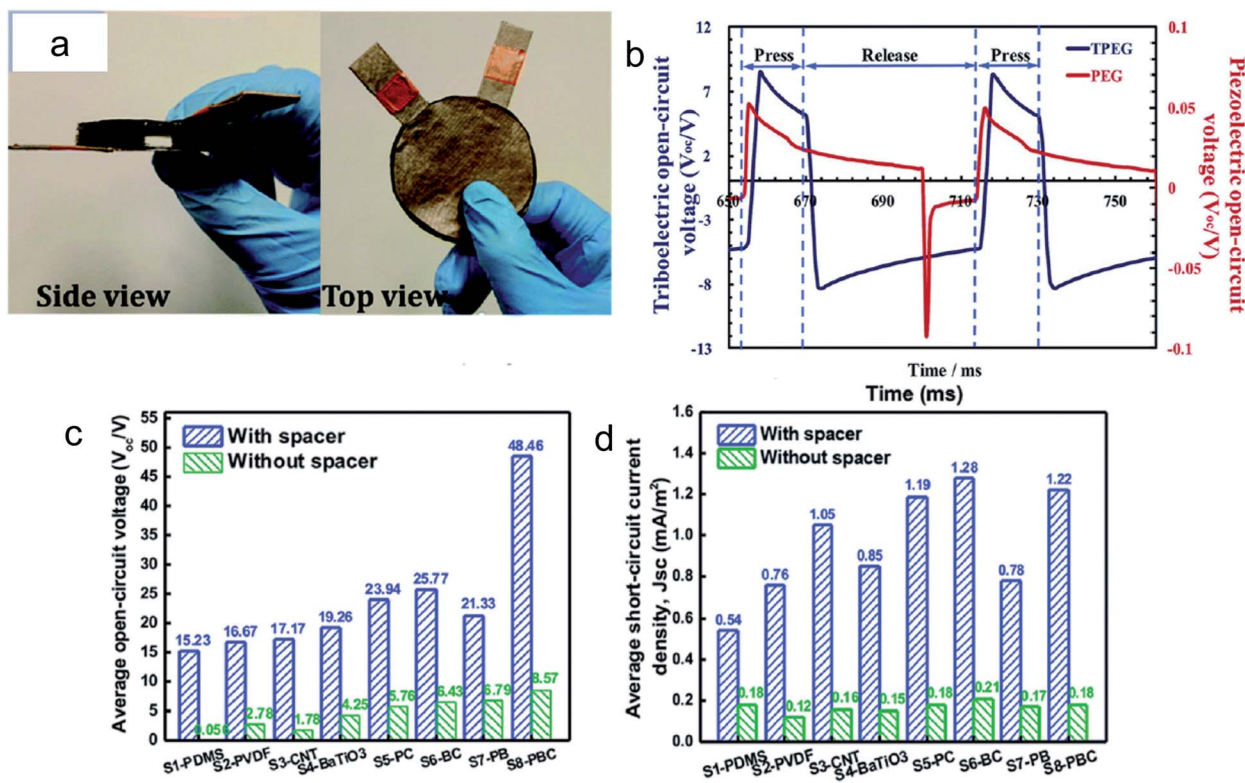 a
Side view
Top view
b
Triboelectric open-circuit
voltage (Voc/V)
12
7
2
-3
-8
-13
Press
Release
Press
TPEG
PEG
650
670
690
710
730
750
Time / ms
0.1
0.05
0
-0.05
-0.1
Piezoelectric open-circuit
voltage (Voc/V)
c
Average open-circuit voltage (Voc/V)
55
50
45
40
35
30
25
20
15
10
5
0
With spacer
Without spacer
15.23
0.056
16.67
2.78
17.17
1.78
19.26
4.25
23.94
5.76
25.77
6.43
21.33
6.79
48.46
8.57
S1-PDMS
S2-PVDF
S3-CNT
S4-BaTiO3
S5-PC
S6-BC
S7-PB
S8-PBC
Time (ms)
d
Average short-circuit current
density, Jsc (mA/m²)
1.6
1.4
1.2
1.0
0.8
0.6
0.4
0.2
0.0
With spacer
Without spacer
0.54
0.18
0.76
0.12
1.05
0.16
0.85
0.15
1.19
0.18
1.28
0.21
0.78
0.17
1.22
0.18
S1-PDMS
S2-PVDF
S3-CNT
S4-BaTiO3
S5-PC
S6-BC
S7-PB
S8-PBC